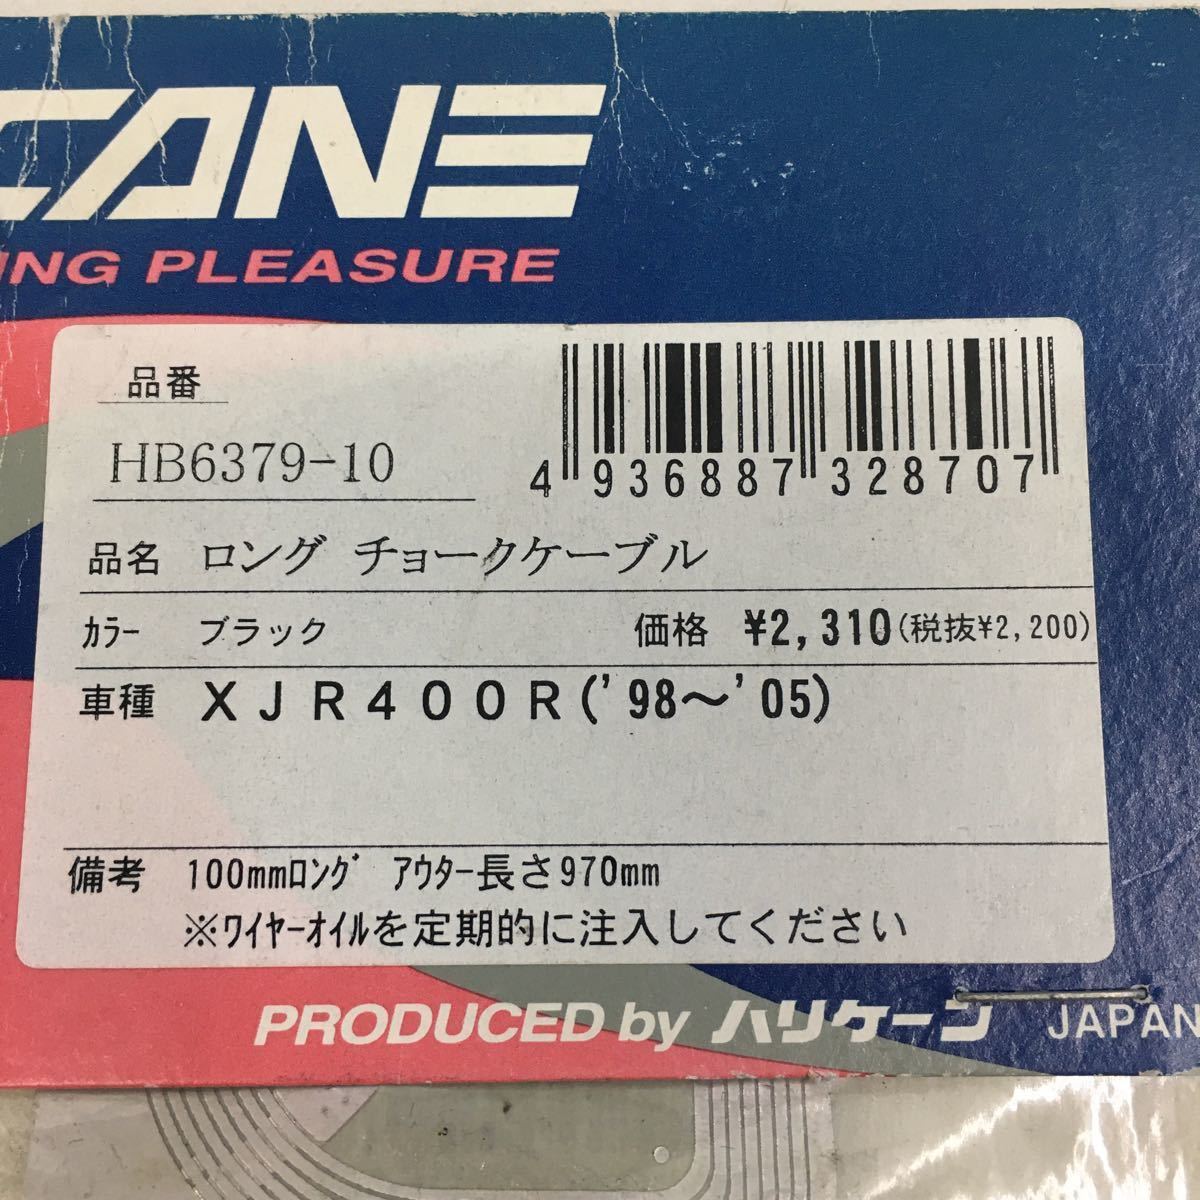 CANE
ING PLEASURE
品番
HB6379-10
4 936887 328707
品名 ロング チョークケーブル
ｶﾗｰ ブラック 価格 ¥2,310(税抜¥2,200)
車種 ＸＪＲ４００Ｒ('98～'05)
備考 100mmﾛﾝｸﾞ ｱｳﾀｰ長さ970mm
※ﾜｲﾔｰｵｲﾙを定期的に注入してください
PRODUCED by ハリケーン JAPAN